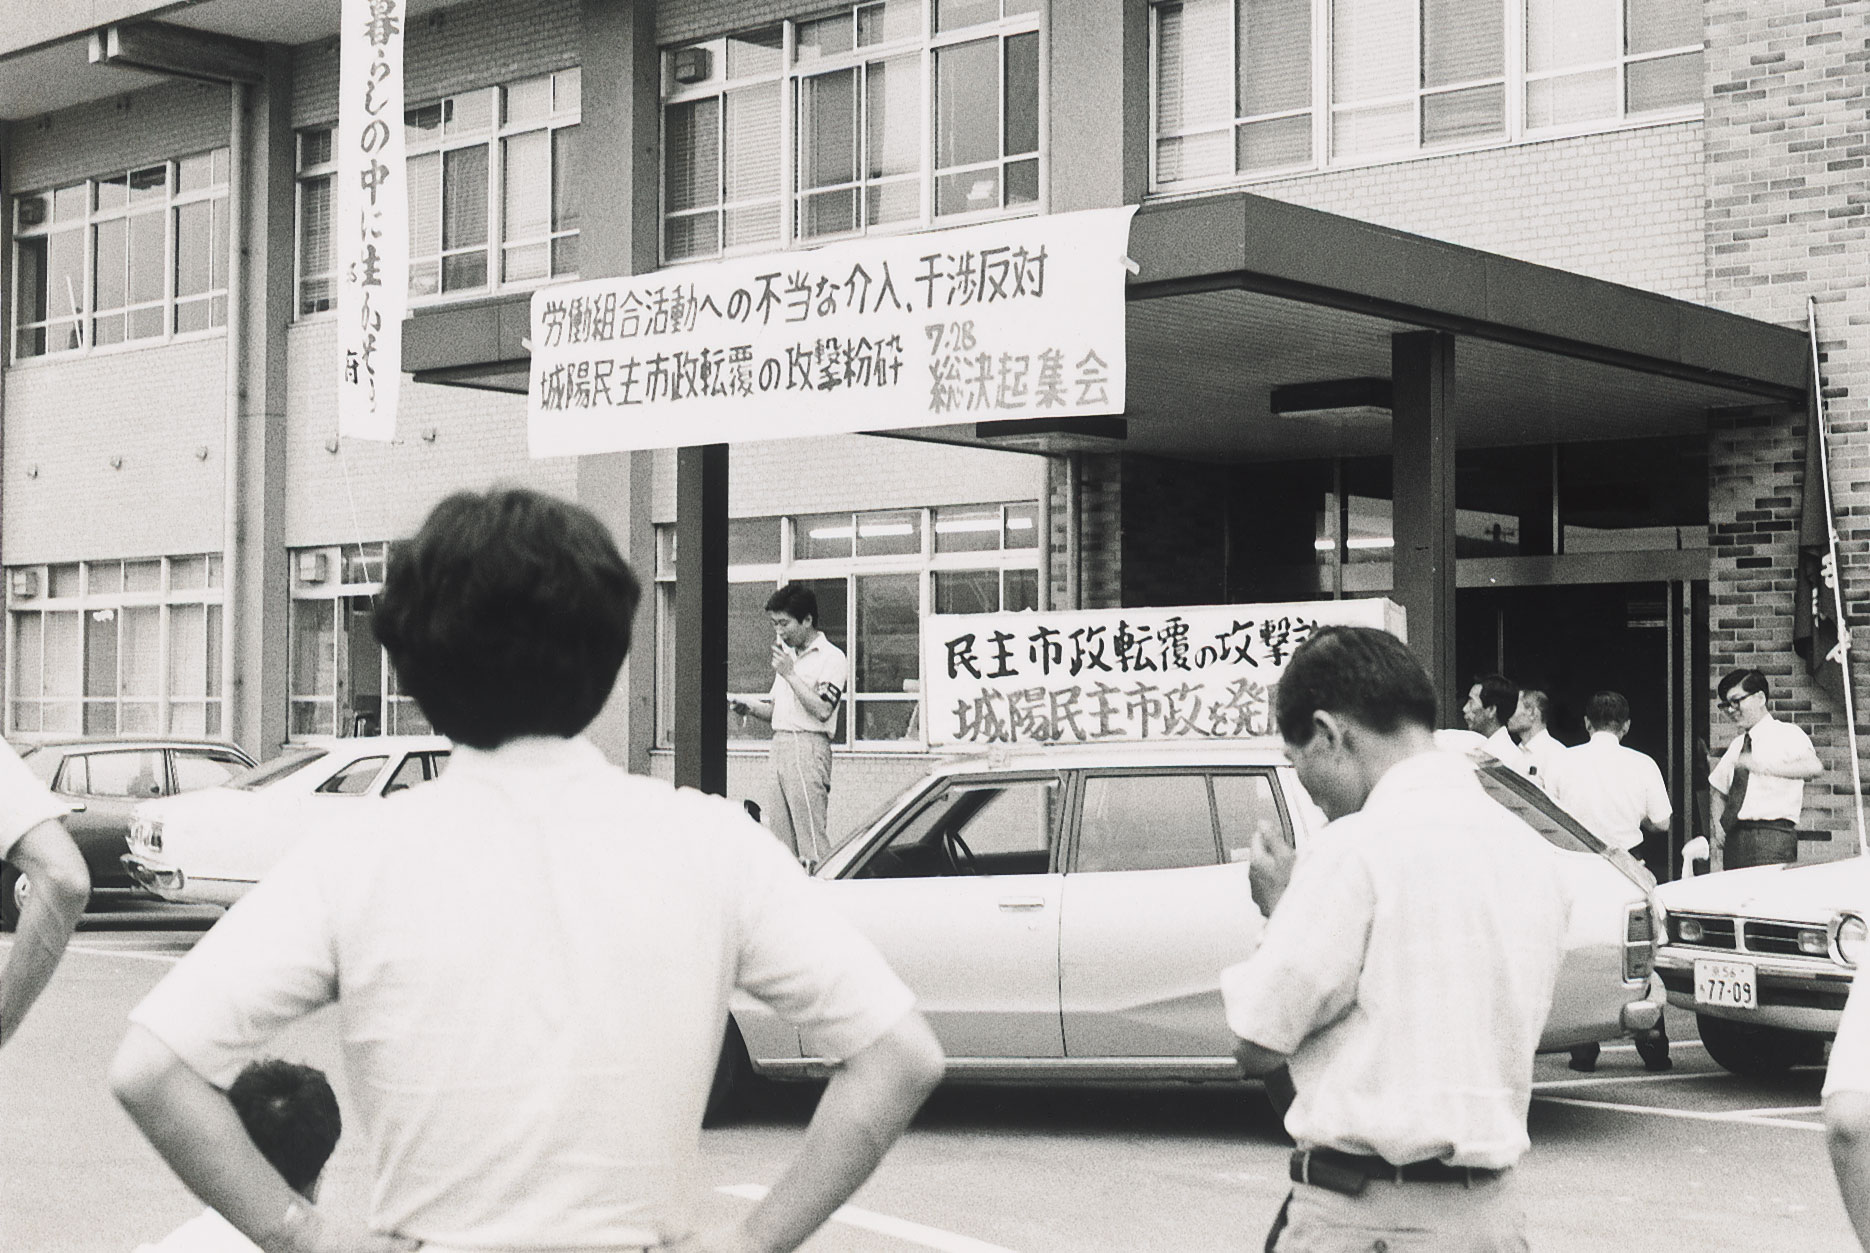 暮らしの中に生かそう
府
労働組合活動への不当な介入、干渉反対
城陽民主市政転覆の攻撃粉砕
7.28
総決起集会
民主市政転覆の攻撃
城陽民主市政を発展
56
77-09